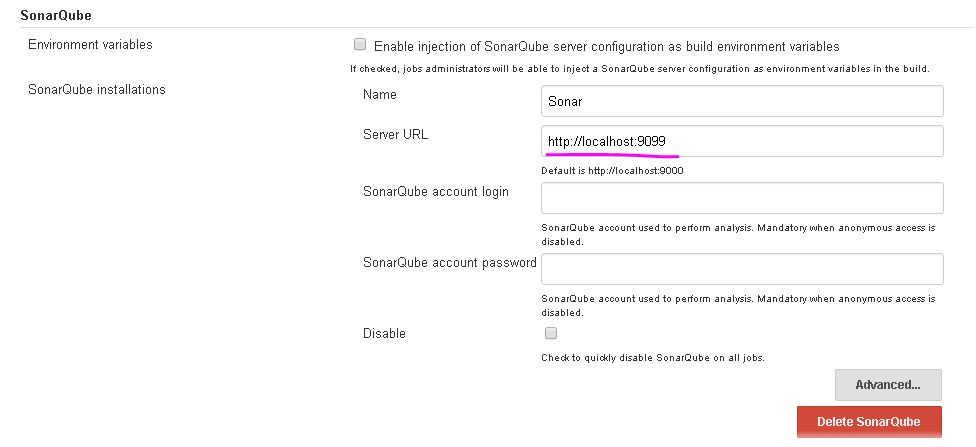 SonarQube
Environment variables
Enable injection of SonarQube server configuration as build environment variables
If checked, jobs administrators will be able to inject a SonarQube server configuration as environment variables in the build.
SonarQube installations
Name
Sonar
Server URL
http://localhost:9099
Default is http://localhost:9000
SonarQube account login
SonarQube account used to perform analysis. Mandatory when anonymous access is
disabled.
SonarQube account password
SonarQube account used to perform analysis. Mandatory when anonymous access is
disabled.
Disable
Check to quickly disable SonarQube on all jobs.
Advanced...
Delete SonarQube